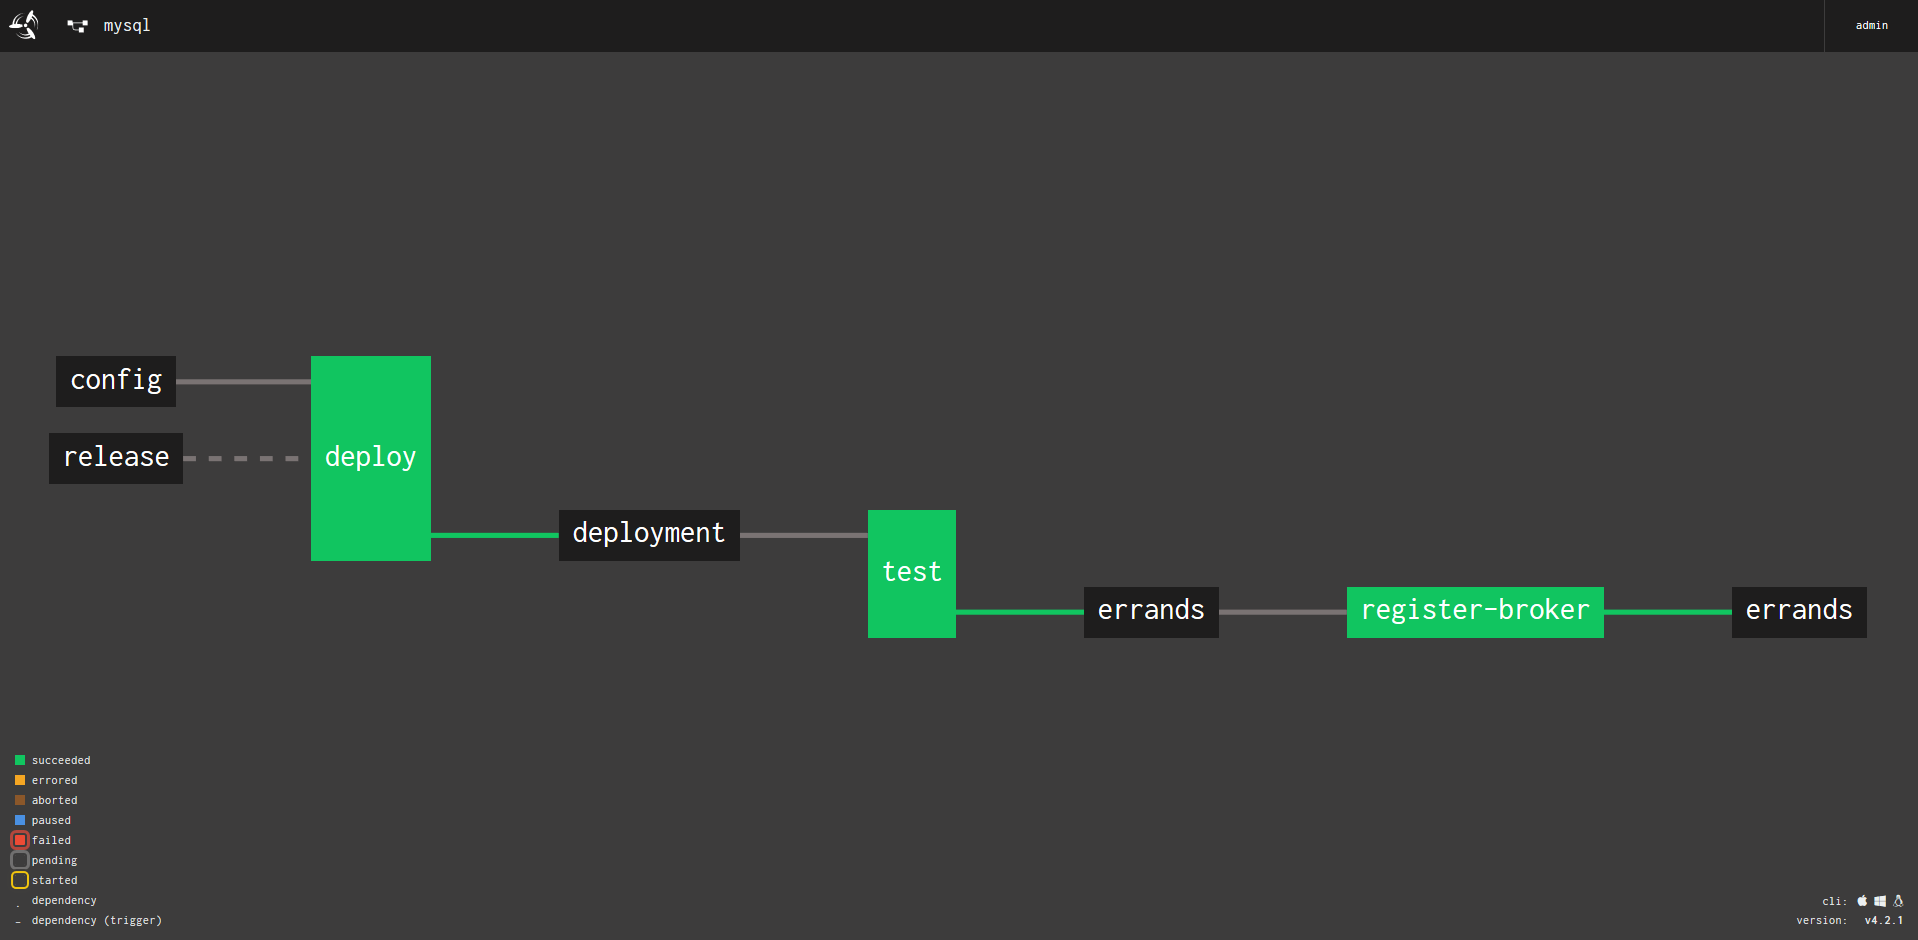 mysql
admin
config
release
deploy
deployment
test
errands
register-broker
errands
succeeded
errored
aborted
paused
failed
pending
started
dependency
dependency (trigger)
cli:
version: v4.2.1